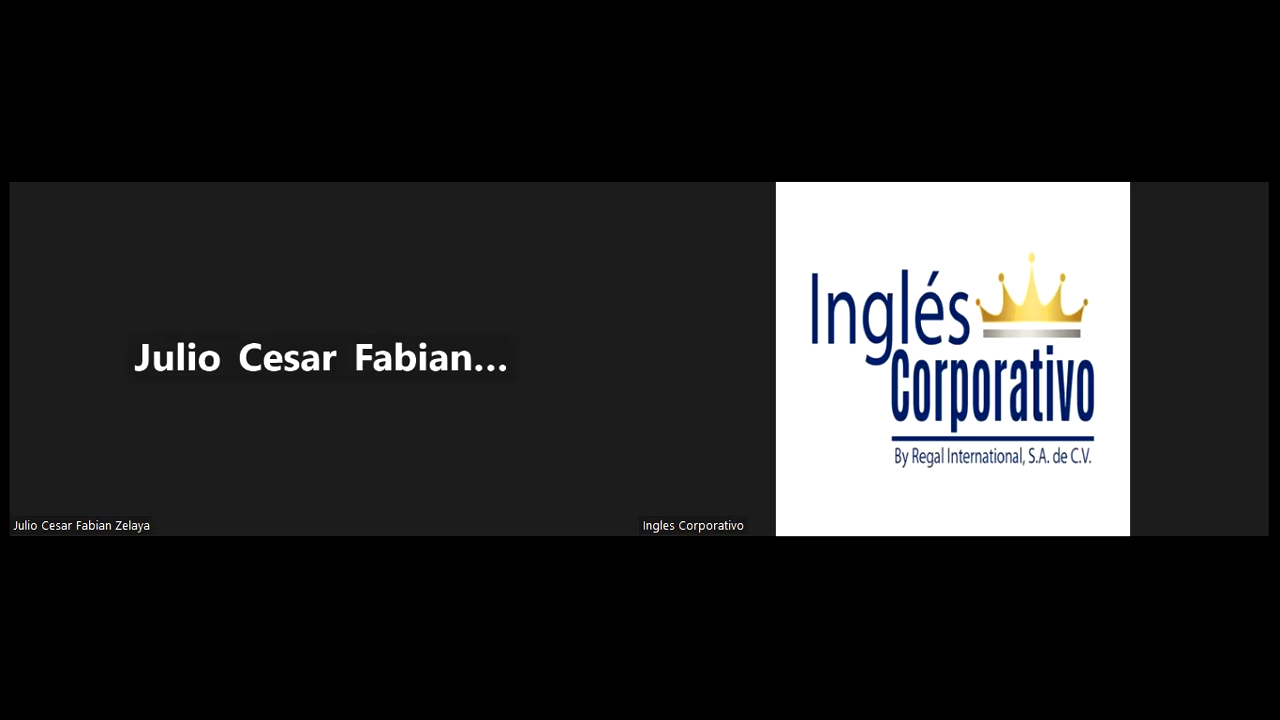 Julio Cesar Fabian...
Julio Cesar Fabian Zelaya
Inglés
Corporativo
By Regal International, S.A. de C.V.
Ingles Corporativo